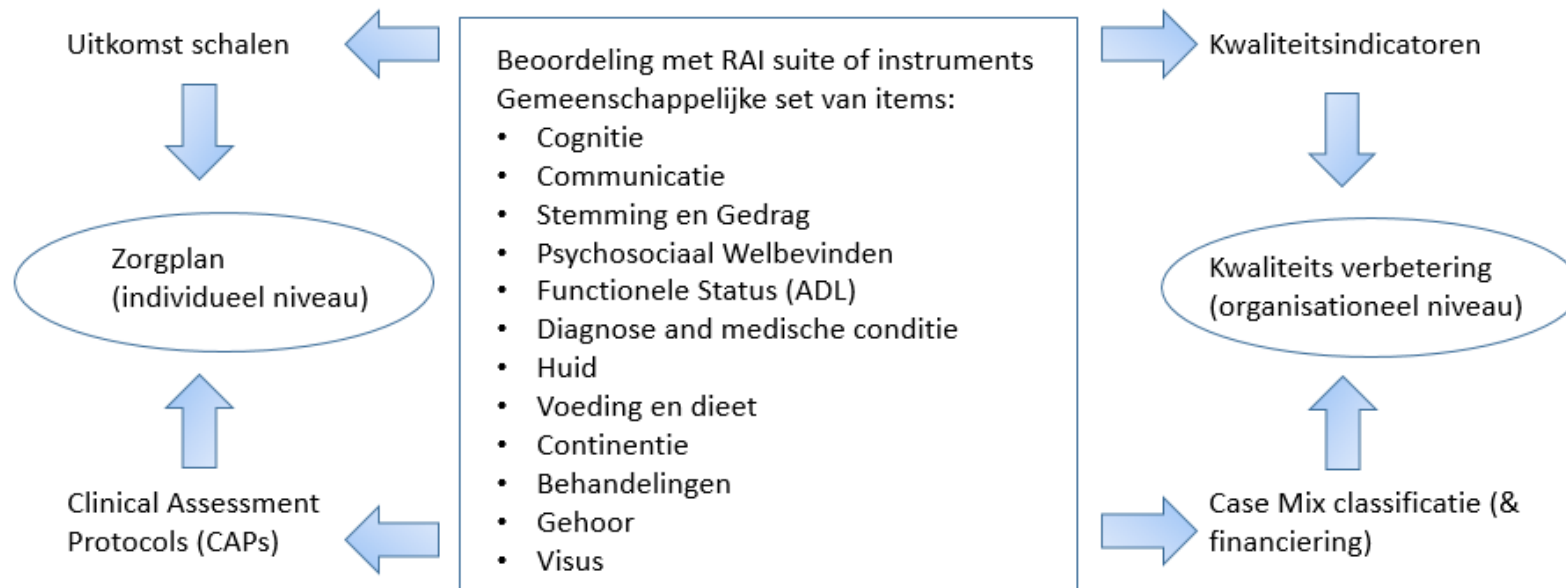 Uitkomst schalen
Zorgplan
(individueel niveau)
Clinical Assessment
Protocols (CAPs)
Beoordeling met RAI suite of instruments
Gemeenschappelijke set van items:
• Cognitie
• Communicatie
• Stemming en Gedrag
• Psychosociaal Welbevinden
• Functionele Status (ADL)
• Diagnose and medische conditie
• Huid
• Voeding en dieet
• Continentie
• Behandelingen
• Gehoor
• Visus
Kwaliteitsindicatoren
Kwaliteits verbetering
(organisationeel niveau)
Case Mix classificatie (&
financiering)